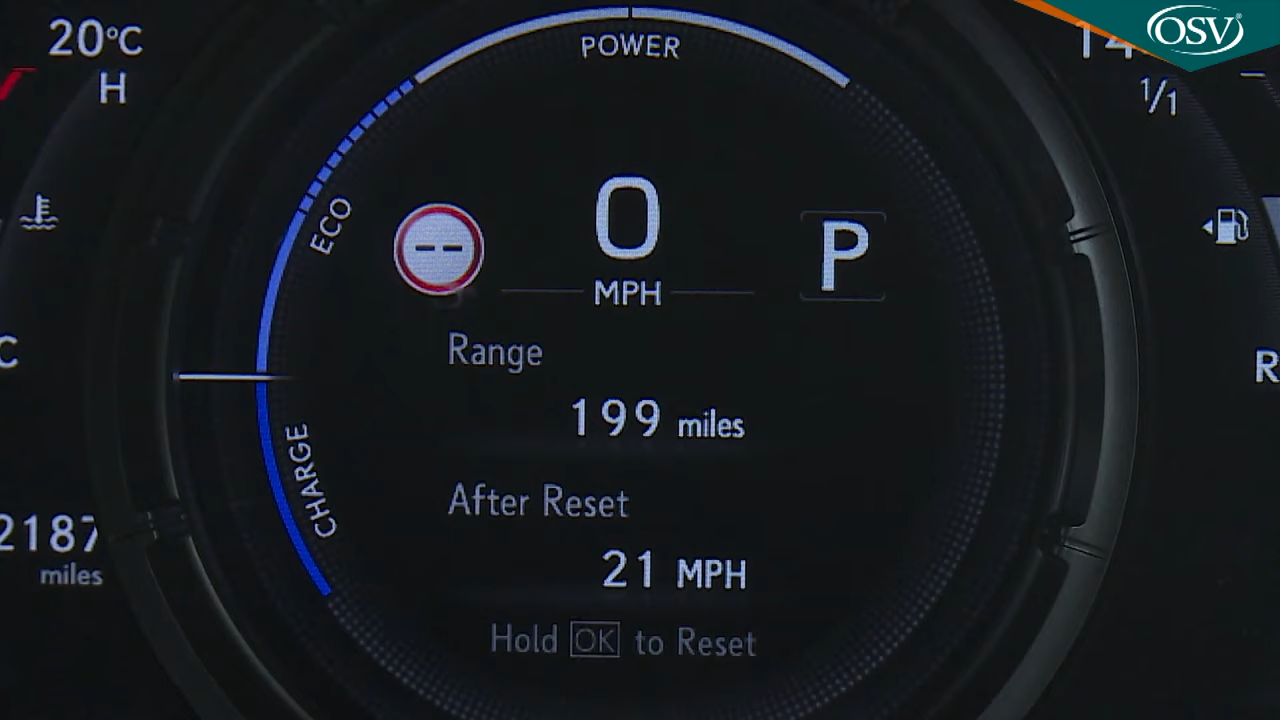 20°C
OSV
H
POWER
1/1
ECO
0
P
MPH
Range
199 miles
C
CHARGE
After Reset
2187
miles
21 MPH
Hold OK to Reset